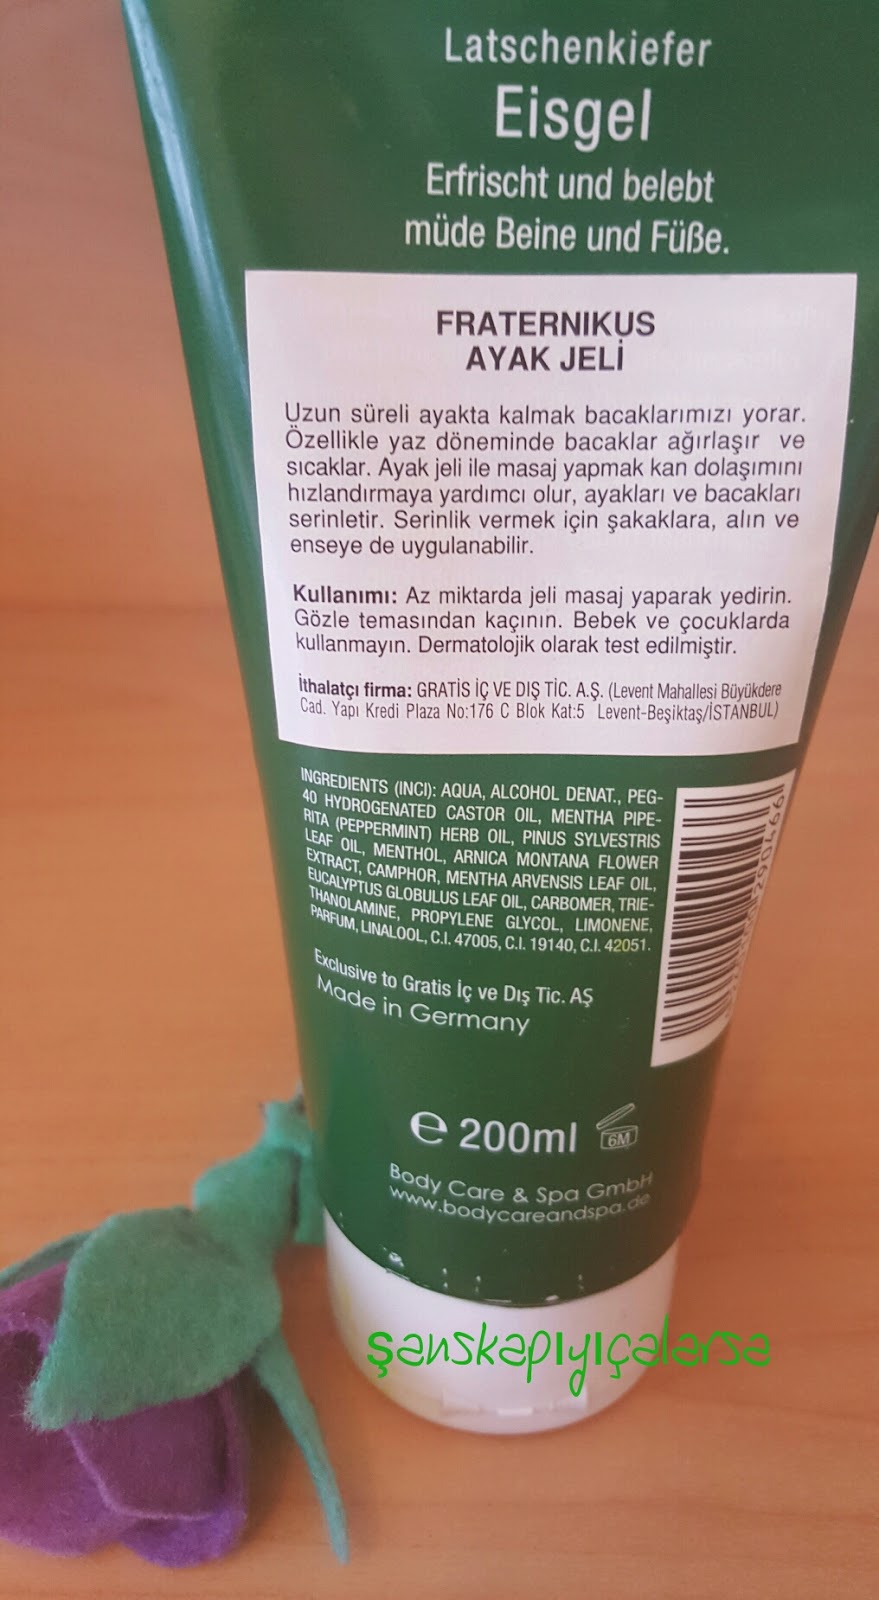 Latschenkiefer
Eisgel
Erfrischt und belebt
müde Beine und Füße.
FRATERNIKUS
AYAK JELİ
Uzun süreli ayakta kalmak bacaklarımızı yorar.
Özellikle yaz döneminde bacaklar ağırlaşır ve
sıcaklar. Ayak jeli ile masaj yapmak kan dolaşımını
hızlandırmaya yardımcı olur, ayakları ve bacakları
serinletir. Serinlik vermek için şakaklara, alın ve
enseye de uygulanabilir.
Kullanımı: Az miktarda jeli masaj yaparak yedirin.
Gözle temasından kaçının. Bebek ve çocuklarda
kullanmayın. Dermatolojik olarak test edilmiştir.
İthalatçı firma: GRATİS İÇ VE DIŞ TİC. A.Ş. (Levent Mahallesi Büyükdere
Cad. Yapı Kredi Plaza No:176 C Blok Kat:5 Levent-Beşiktaş/İSTANBUL)
INGREDIENTS (INCI): AQUA, ALCOHOL DENAT., PEG-
40 HYDROGENATED CASTOR OIL, MENTHA PIPE-
RITA (PEPPERMINT) HERB OIL, PINUS SYLVESTRIS
LEAF OIL, MENTHOL, ARNICA MONTANA FLOWER
EXTRACT, CAMPHOR, MENTHA ARVENSIS LEAF OIL,
EUCALYPTUS GLOBULUS LEAF OIL, CARBOMER, TRIE-
THANOLAMINE, PROPYLENE GLYCOL, LIMONENE,
PARFUM, LINALOOL, C.I. 47005, C.I. 19140, C.I. 42051.
Exclusive to Gratis İç ve Dış Tic. AŞ
Made in Germany
e 200ml
6M
Body Care & Spa GmbH
www.bodycareandspa.de
şanskapıyıçalarsa